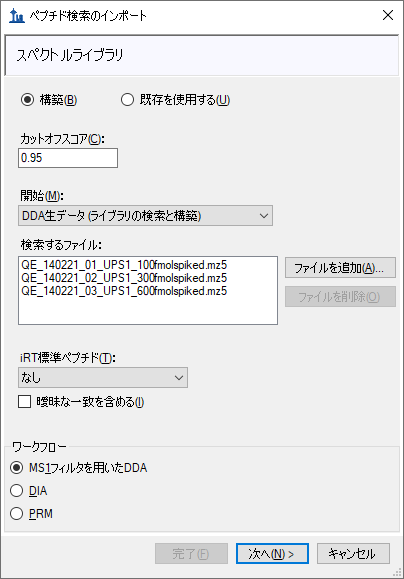 ペプチド検索のインポート
スペクトルライブラリ
構築(B)
既存を使用する(U)
カットオフスコア(C):
0.95
開始(M):
DDA生データ (ライブラリの検索と構築)
検索するファイル:
QE_140221_01_UPS1_100fmolspiked.mz5
QE_140221_02_UPS1_300fmolspiked.mz5
QE_140221_03_UPS1_600fmolspiked.mz5
ファイルを追加(A)...
ファイルを削除(O)
iRT標準ペプチド(T):
なし
曖昧な一致を含める(I)
ワークフロー
MS1フィルタを用いたDDA
DIA
PRM
完了(F)
次へ(N) >
キャンセル